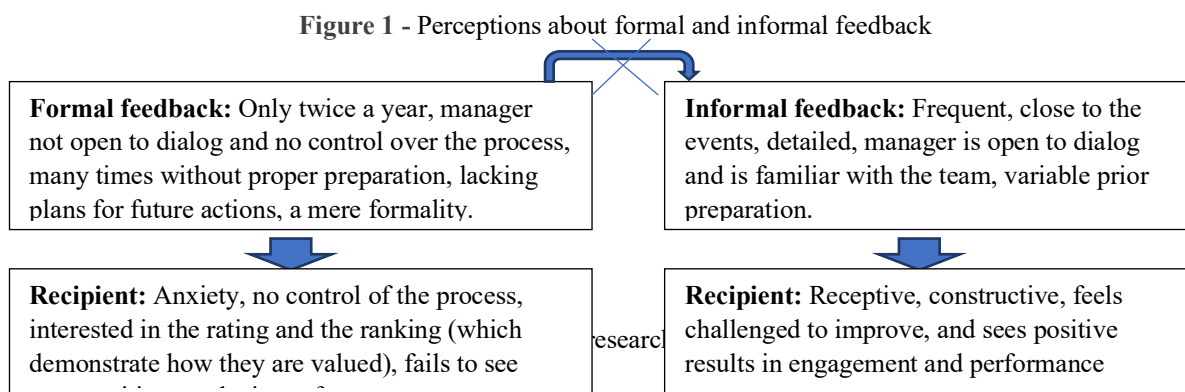 Figure 1 - Perceptions about formal and informal feedback
Formal feedback: Only twice a year, manager
not open to dialog and no control over the process,
many times without proper preparation, lacking
plans for future actions, a mere formality.
Informal feedback: Frequent, close to the
events, detailed, manager is open to dialog
and is familiar with the team, variable prior
preparation.
Recipient: Anxiety, no control of the process,
interested in the rating and the ranking (which
demonstrate how they are valued), fails to see
research
Recipient: Receptive, constructive, feels
challenged to improve, and sees positive
results in engagement and performance